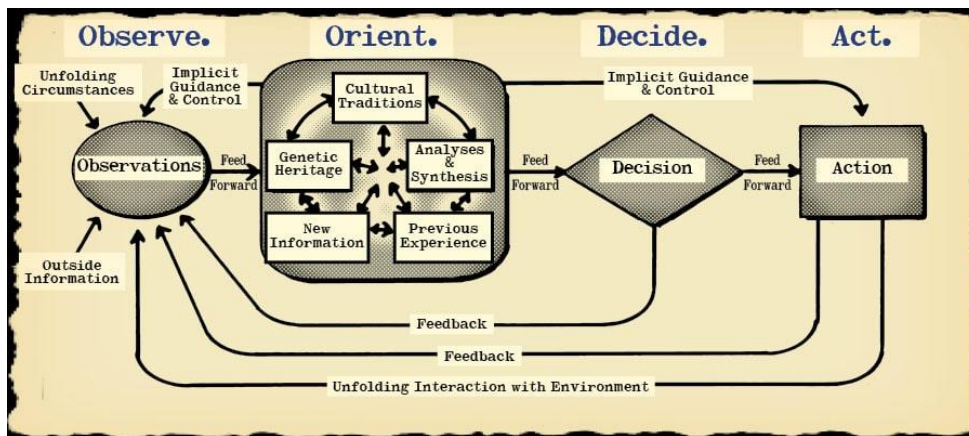 Observe.
Orient.
Decide.
Act.
Unfolding
Circumstances
Implicit
Guidance
& Control
Cultural
Traditions
Implicit Guidance
& Control
Observations
Feed
Forward
Genetic
Heritage
Analyses
&
Synthesis
New
Information
Previous
Experience
Feed
Forward
Decision
Feed
Forward
Action
Outside
Information
Feedback
Feedback
Unfolding Interaction with Environment